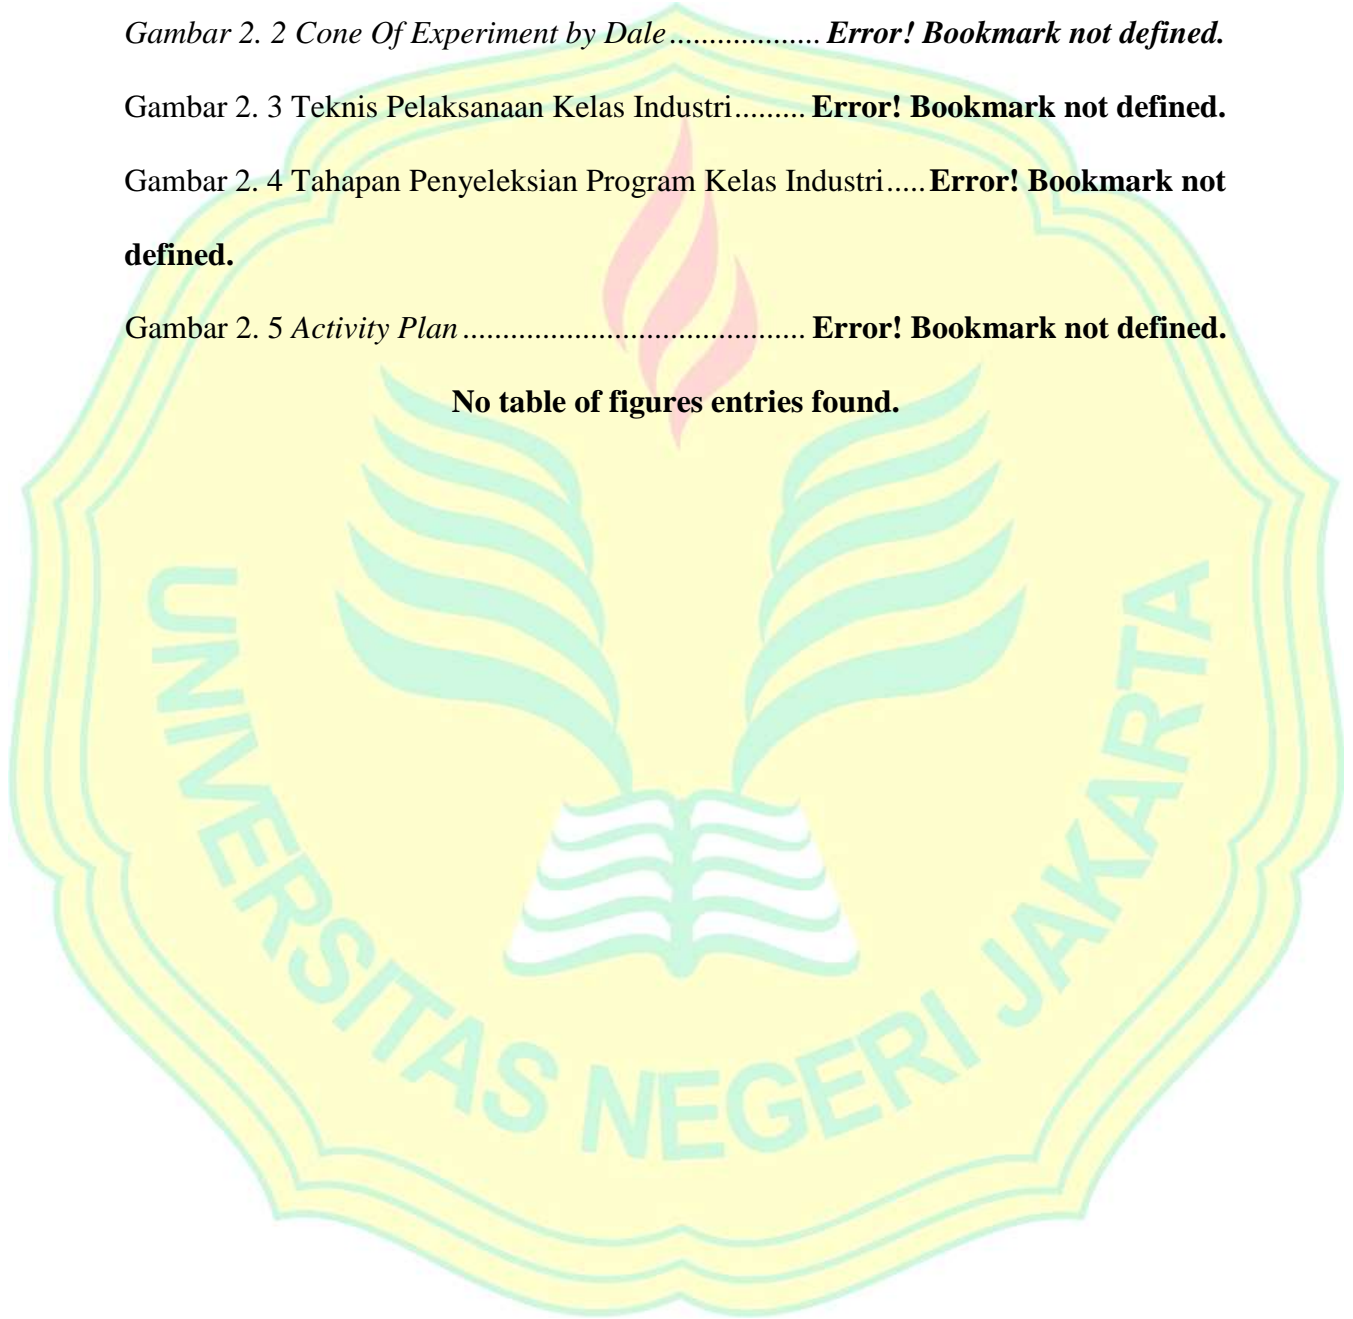 Gambar 2. 2 Cone Of Experiment by Dale................... Error! Bookmark not defined.
Gambar 2. 3 Teknis Pelaksanaan Kelas Industri......... Error! Bookmark not defined.
Gambar 2. 4 Tahapan Penyeleksian Program Kelas Industri..... Error! Bookmark not
defined.
Gambar 2. 5 Activity Plan........................................... Error! Bookmark not defined.
No table of figures entries found.
UNIVERSITAS NEGERI JAKARTA